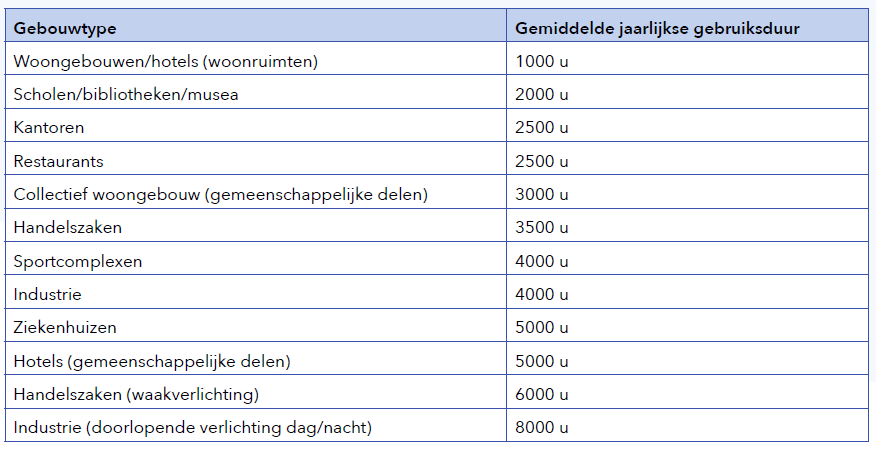 Gebouwtype Gemiddelde jaarlijkse gebruiksduur
Woongebouwen/hotels (woonruimten) 1000 u
Scholen/bibliotheken/musea 2000 u
Kantoren 2500 u
Restaurants 2500 u
Collectief woongebouw (gemeenschappelijke delen) 3000 u
Handelszaken 3500 u
Sportcomplexen 4000 u
Industrie 4000 u
Ziekenhuizen 5000 u
Hotels (gemeenschappelijke delen) 5000 u
Handelszaken (waakverlichting) 6000 u
Industrie (doorlopende verlichting dag/nacht) 8000 u